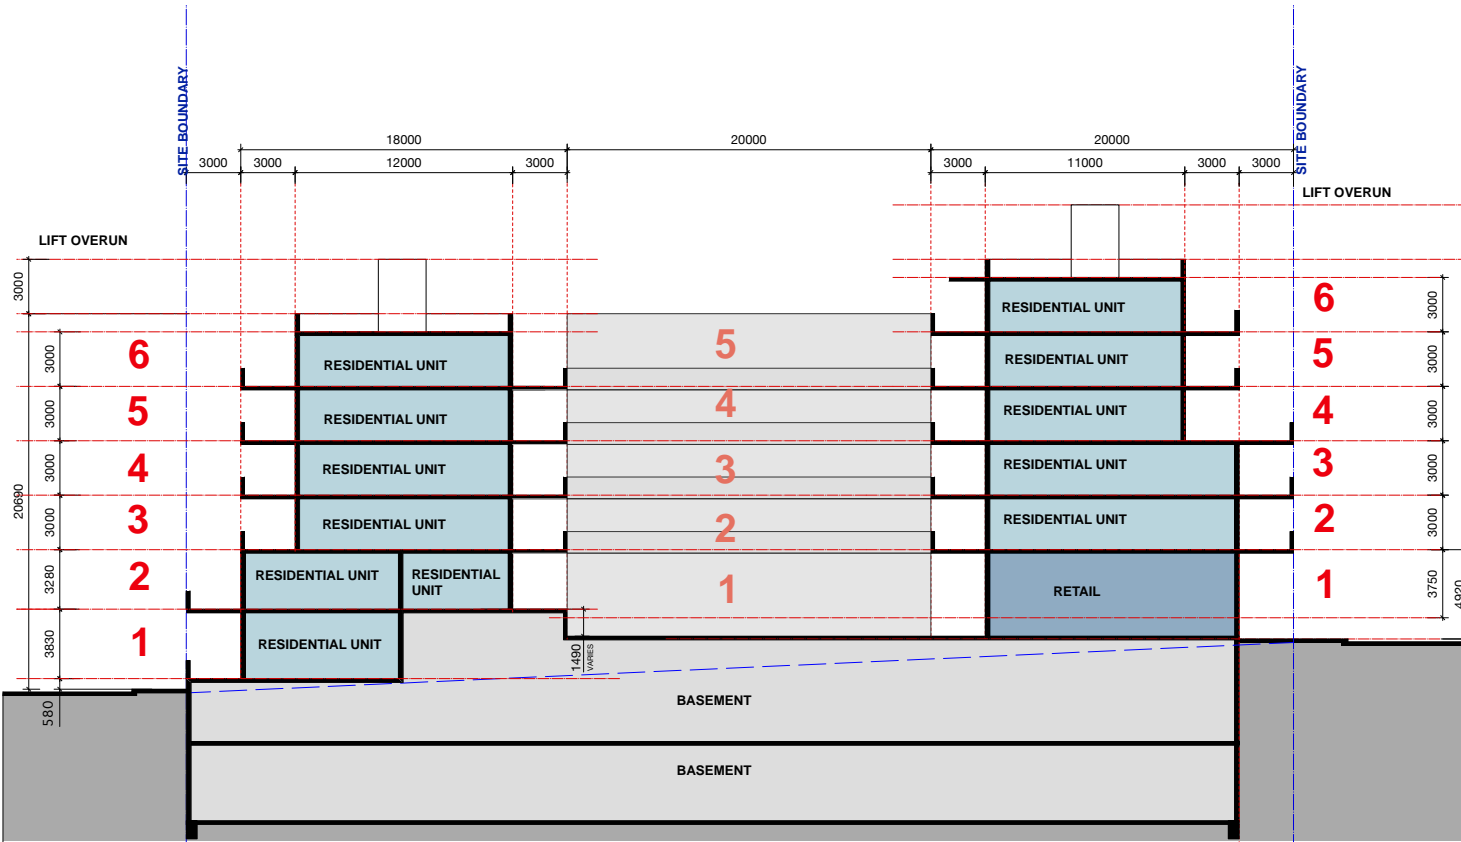 SITE BOUNDARY
SITE BOUNDARY
18000
20000
20000
3000
3000
12000
3000
3000
11000
3000
3000
LIFT OVERUN
LIFT OVERUN
3000
20690
3000
3000
3000
3000
3280
3830
580
6
5
4
3
2
1
RESIDENTIAL UNIT
RESIDENTIAL UNIT
RESIDENTIAL UNIT
RESIDENTIAL UNIT
RESIDENTIAL UNIT
RESIDENTIAL
UNIT
RESIDENTIAL UNIT
5
4
3
2
1
1490
VARIES
RESIDENTIAL UNIT
RESIDENTIAL UNIT
RESIDENTIAL UNIT
RESIDENTIAL UNIT
RESIDENTIAL UNIT
RETAIL
6
5
4
3
2
1
3000
3000
3000
3000
3000
3750
4920
BASEMENT
BASEMENT